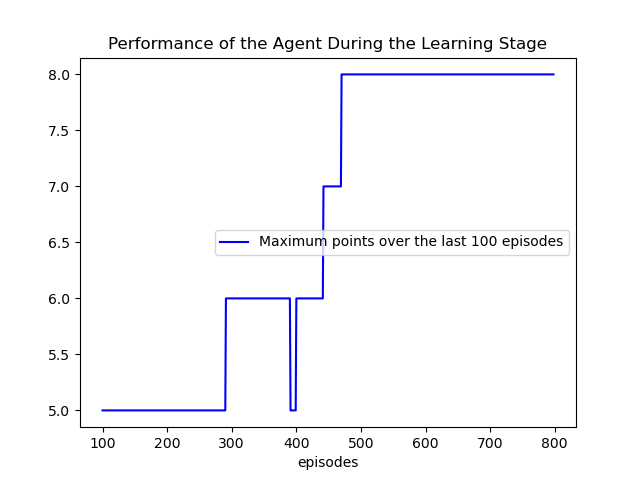 Performance of the Agent During the Learning Stage
8.0
7.5
7.0
6.5
6.0
5.5
5.0
Maximum points over the last 100 episodes
100 200 300 400 500 600 700 800
episodes